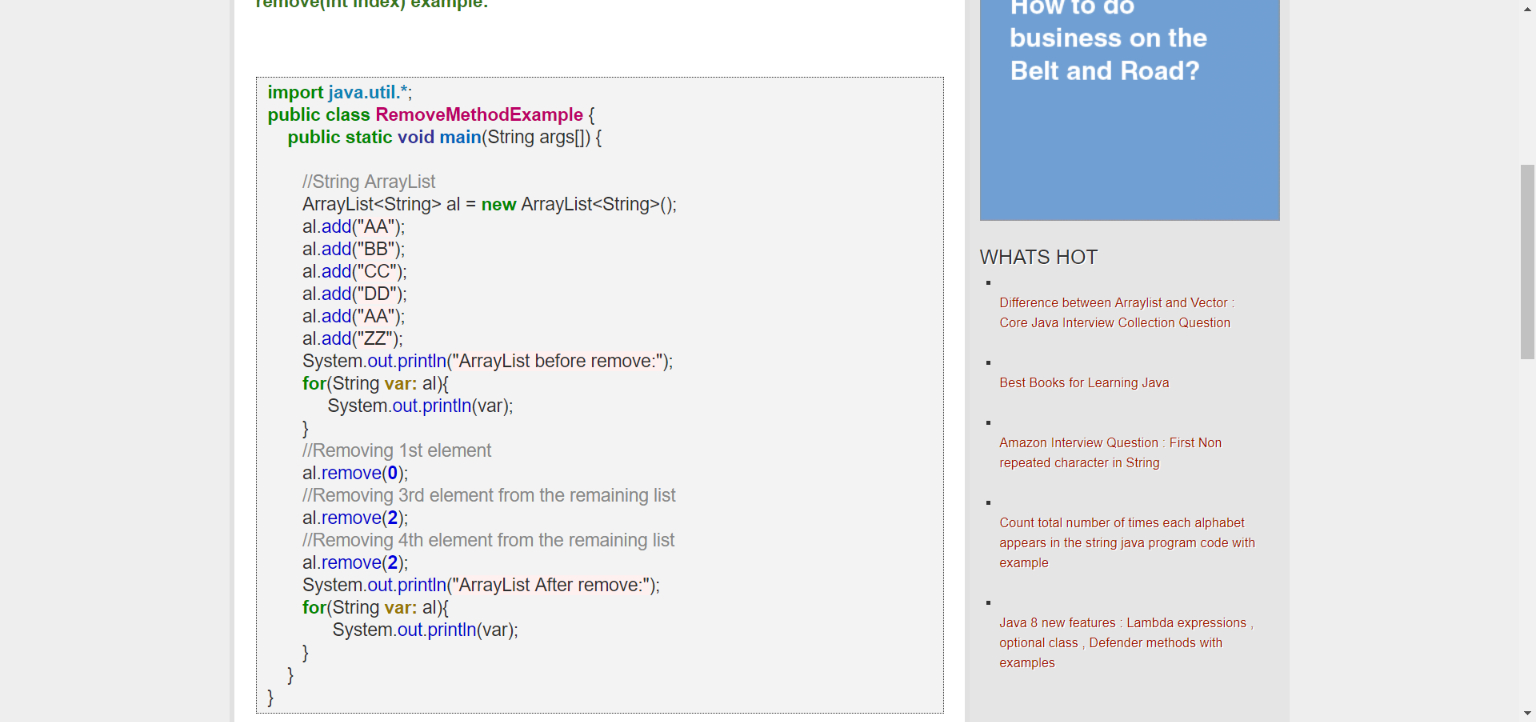 remove(int index) example:
import java.util.*;
public class RemoveMethodExample {
public static void main(String args[]) {
//String ArrayList
ArrayList<String> al = new ArrayList<String>();
al.add("AA");
al.add("BB");
al.add("CC");
al.add("DD");
al.add("AA");
al.add("ZZ");
System.out.println("ArrayList before remove:");
for(String var: al){
System.out.println(var);
}
//Removing 1st element
al.remove(0);
//Removing 3rd element from the remaining list
al.remove(2);
//Removing 4th element from the remaining list
al.remove(2);
System.out.println("ArrayList After remove:");
for(String var: al){
System.out.println(var);
}
}
}
How to do
business on the
Belt and Road?
WHATS HOT
Difference between Arraylist and Vector :
Core Java Interview Collection Question
Best Books for Learning Java
Amazon Interview Question : First Non
repeated character in String
Count total number of times each alphabet
appears in the string java program code with
example
Java 8 new features : Lambda expressions ,
optional class , Defender methods with
examples